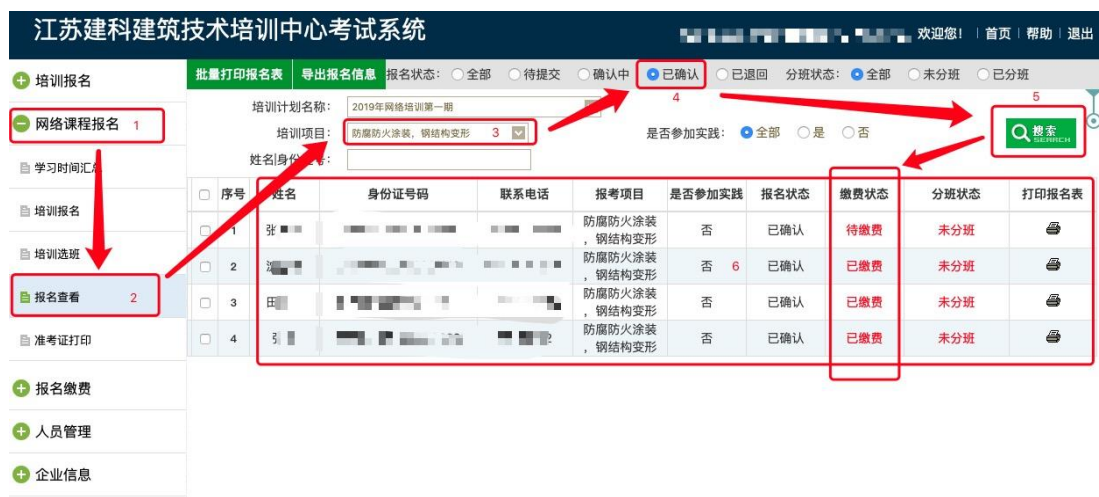 江苏建科建筑技术培训中心考试系统
欢迎您! 首页 帮助 退出
培训报名
网络课程报名 1
学习时间汇总
培训报名
培训选班
报名查看 2
准考证打印
报名缴费
人员管理
企业信息
批量打印报名表 导出报名信息 报名状态: 全部 待提交 确认中 已确认 已退回 分班状态: 全部 未分班 已分班
4 5
培训计划名称: 2019年网络培训第一期
培训项目: 防腐防火涂装, 钢结构变形 3 是否参加实践: 全部 是 否 搜索 SEARCH
姓名|身份证号:
序号 姓名 身份证号码 联系电话 报考项目 是否参加实践 报名状态 缴费状态 分班状态 打印报名表
1 张 防腐防火涂装, 钢结构变形 否 已确认 待缴费 未分班
2 防腐防火涂装, 钢结构变形 否 6 已确认 已缴费 未分班
3 田 防腐防火涂装, 钢结构变形 否 已确认 已缴费 未分班
4 防腐防火涂装, 钢结构变形 否 已确认 已缴费 未分班